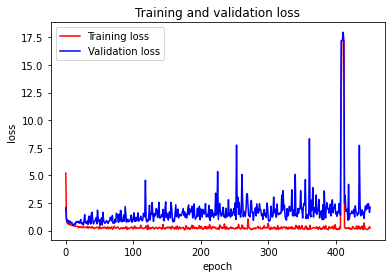 Training and validation loss
Training loss
Validation loss
17.5
15.0
12.5
10.0
7.5
5.0
2.5
0.0
loss
0 100 200 300 400
epoch